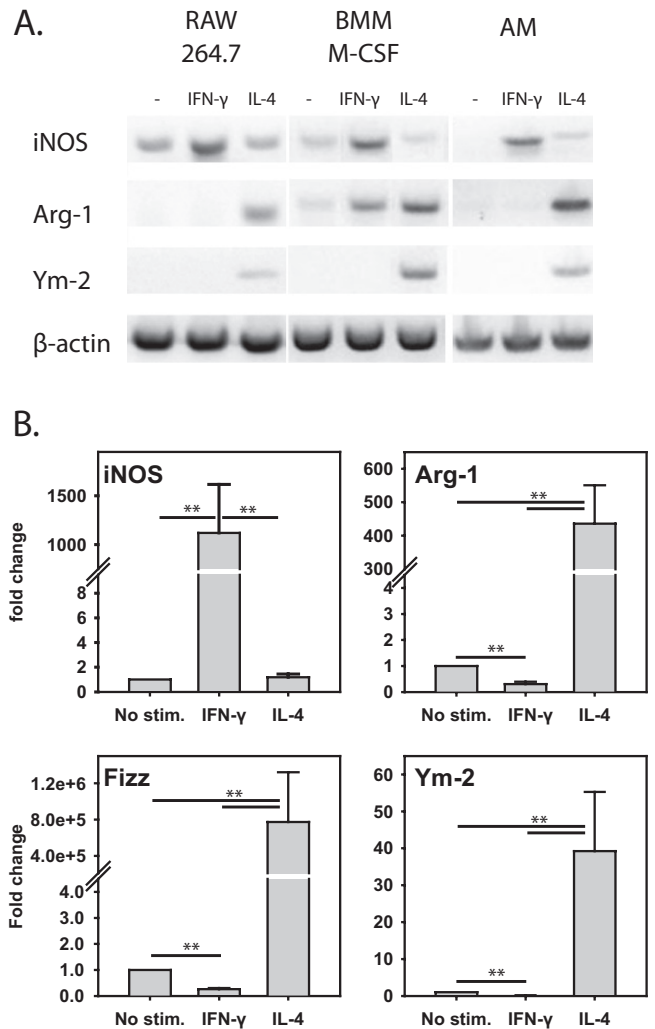 A.
RAW 264.7
BMM M-CSF
AM
- IFN-γ IL-4 - IFN-γ IL-4 - IFN-γ IL-4
iNOS
Arg-1
Ym-2
β-actin
B.
iNOS
fold change
1500
1000
8
6
4
2
0
** **
No stim. IFN-γ IL-4
Arg-1
600
500
400
300
4
3
2
1
0
**
**
No stim. IFN-γ IL-4
Fizz
Fold change
1.2e+6
8.0e+5
4.0e+5
4.0
3.0
2.0
1.0
0.0
**
**
No stim. IFN-γ IL-4
Ym-2
60
50
40
30
20
10
0
**
**
No stim. IFN-γ IL-4